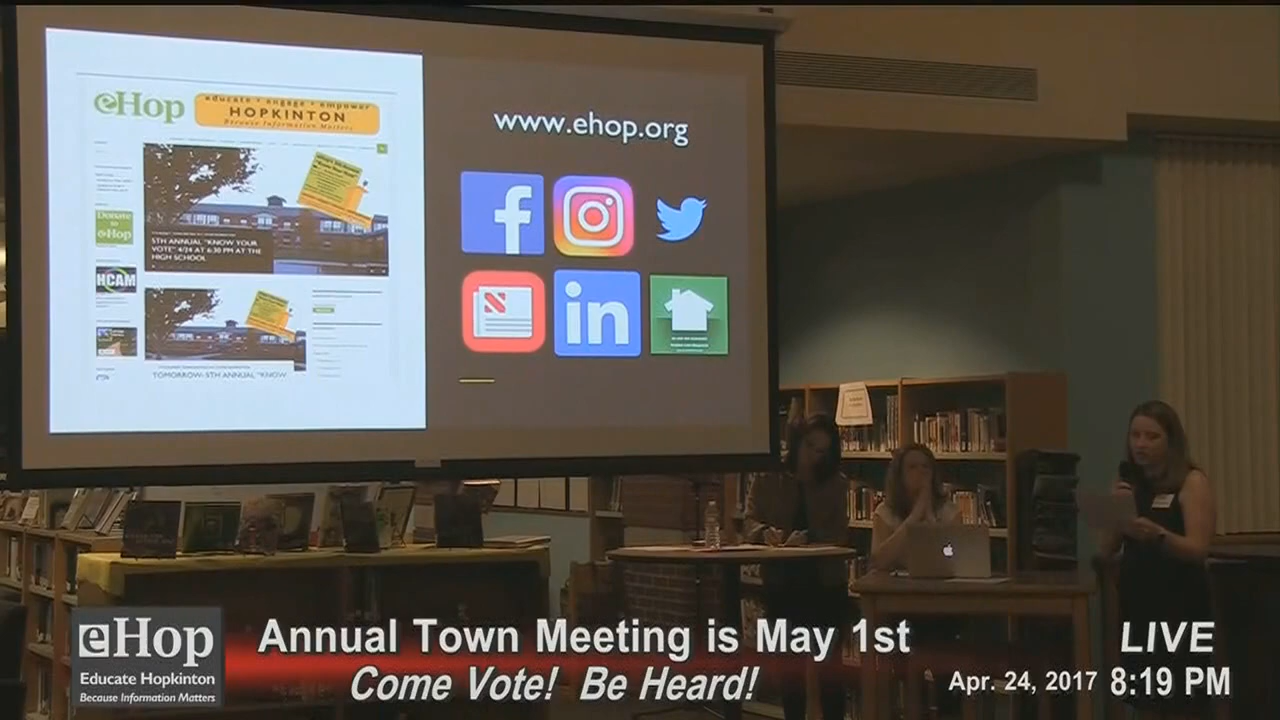 eHop
educate • engage • empower
HOPKINTON
Because Information Matters
Donate
to
eHop
5TH ANNUAL "KNOW YOUR
VOTE" 4/24 AT 6:30 PM AT THE
HIGH SCHOOL
HCAM
TOMORROW-5TH ANNUAL "KNOW
www.ehop.org
f
in
eHop
Educate Hopkinton
Because Information Matters
Annual Town Meeting is May 1st
Come Vote! Be Heard!
LIVE
Apr. 24, 2017 8:19 PM